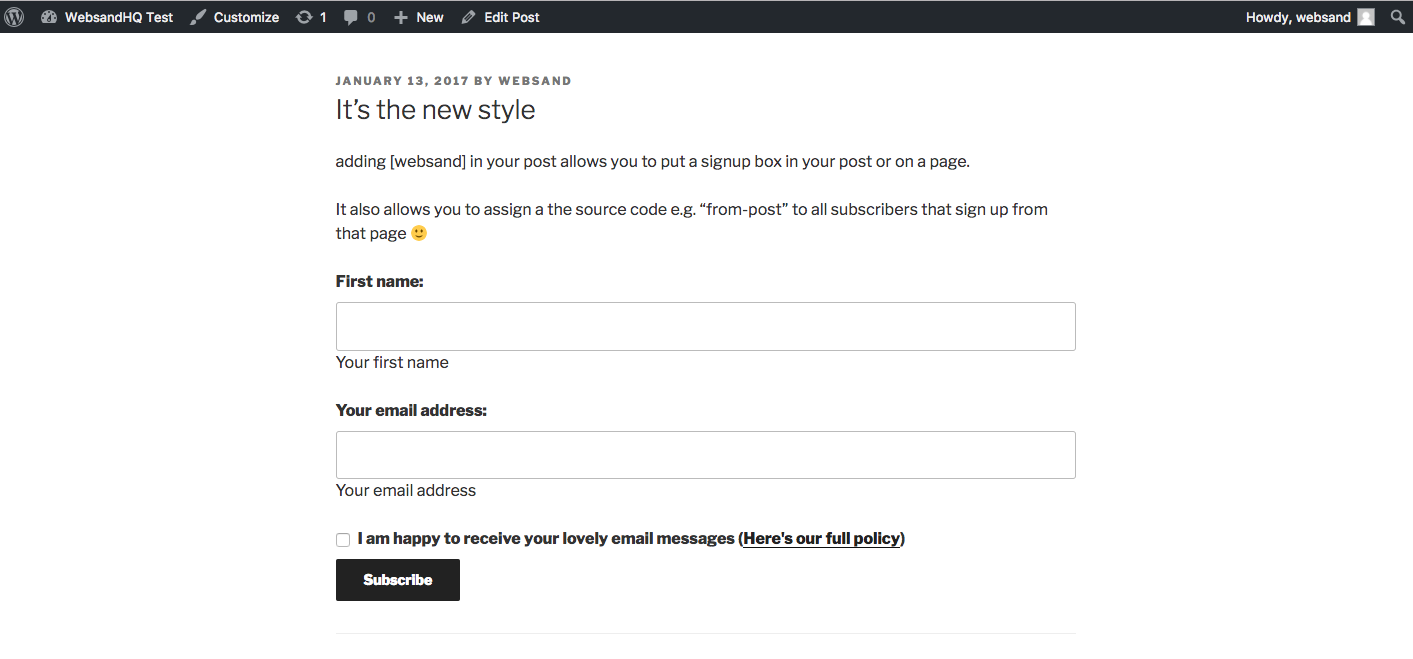 WebsandHQ Test Customize 1 0 New Edit Post Howdy, websand
JANUARY 13, 2017 BY WEBSAND
It’s the new style
adding [websand] in your post allows you to put a signup box in your post or on a page.
It also allows you to assign a the source code e.g. “from-post” to all subscribers that sign up from
that page 🙂
First name:
Your first name
Your email address:
Your email address
I am happy to receive your lovely email messages (Here's our full policy)
Subscribe